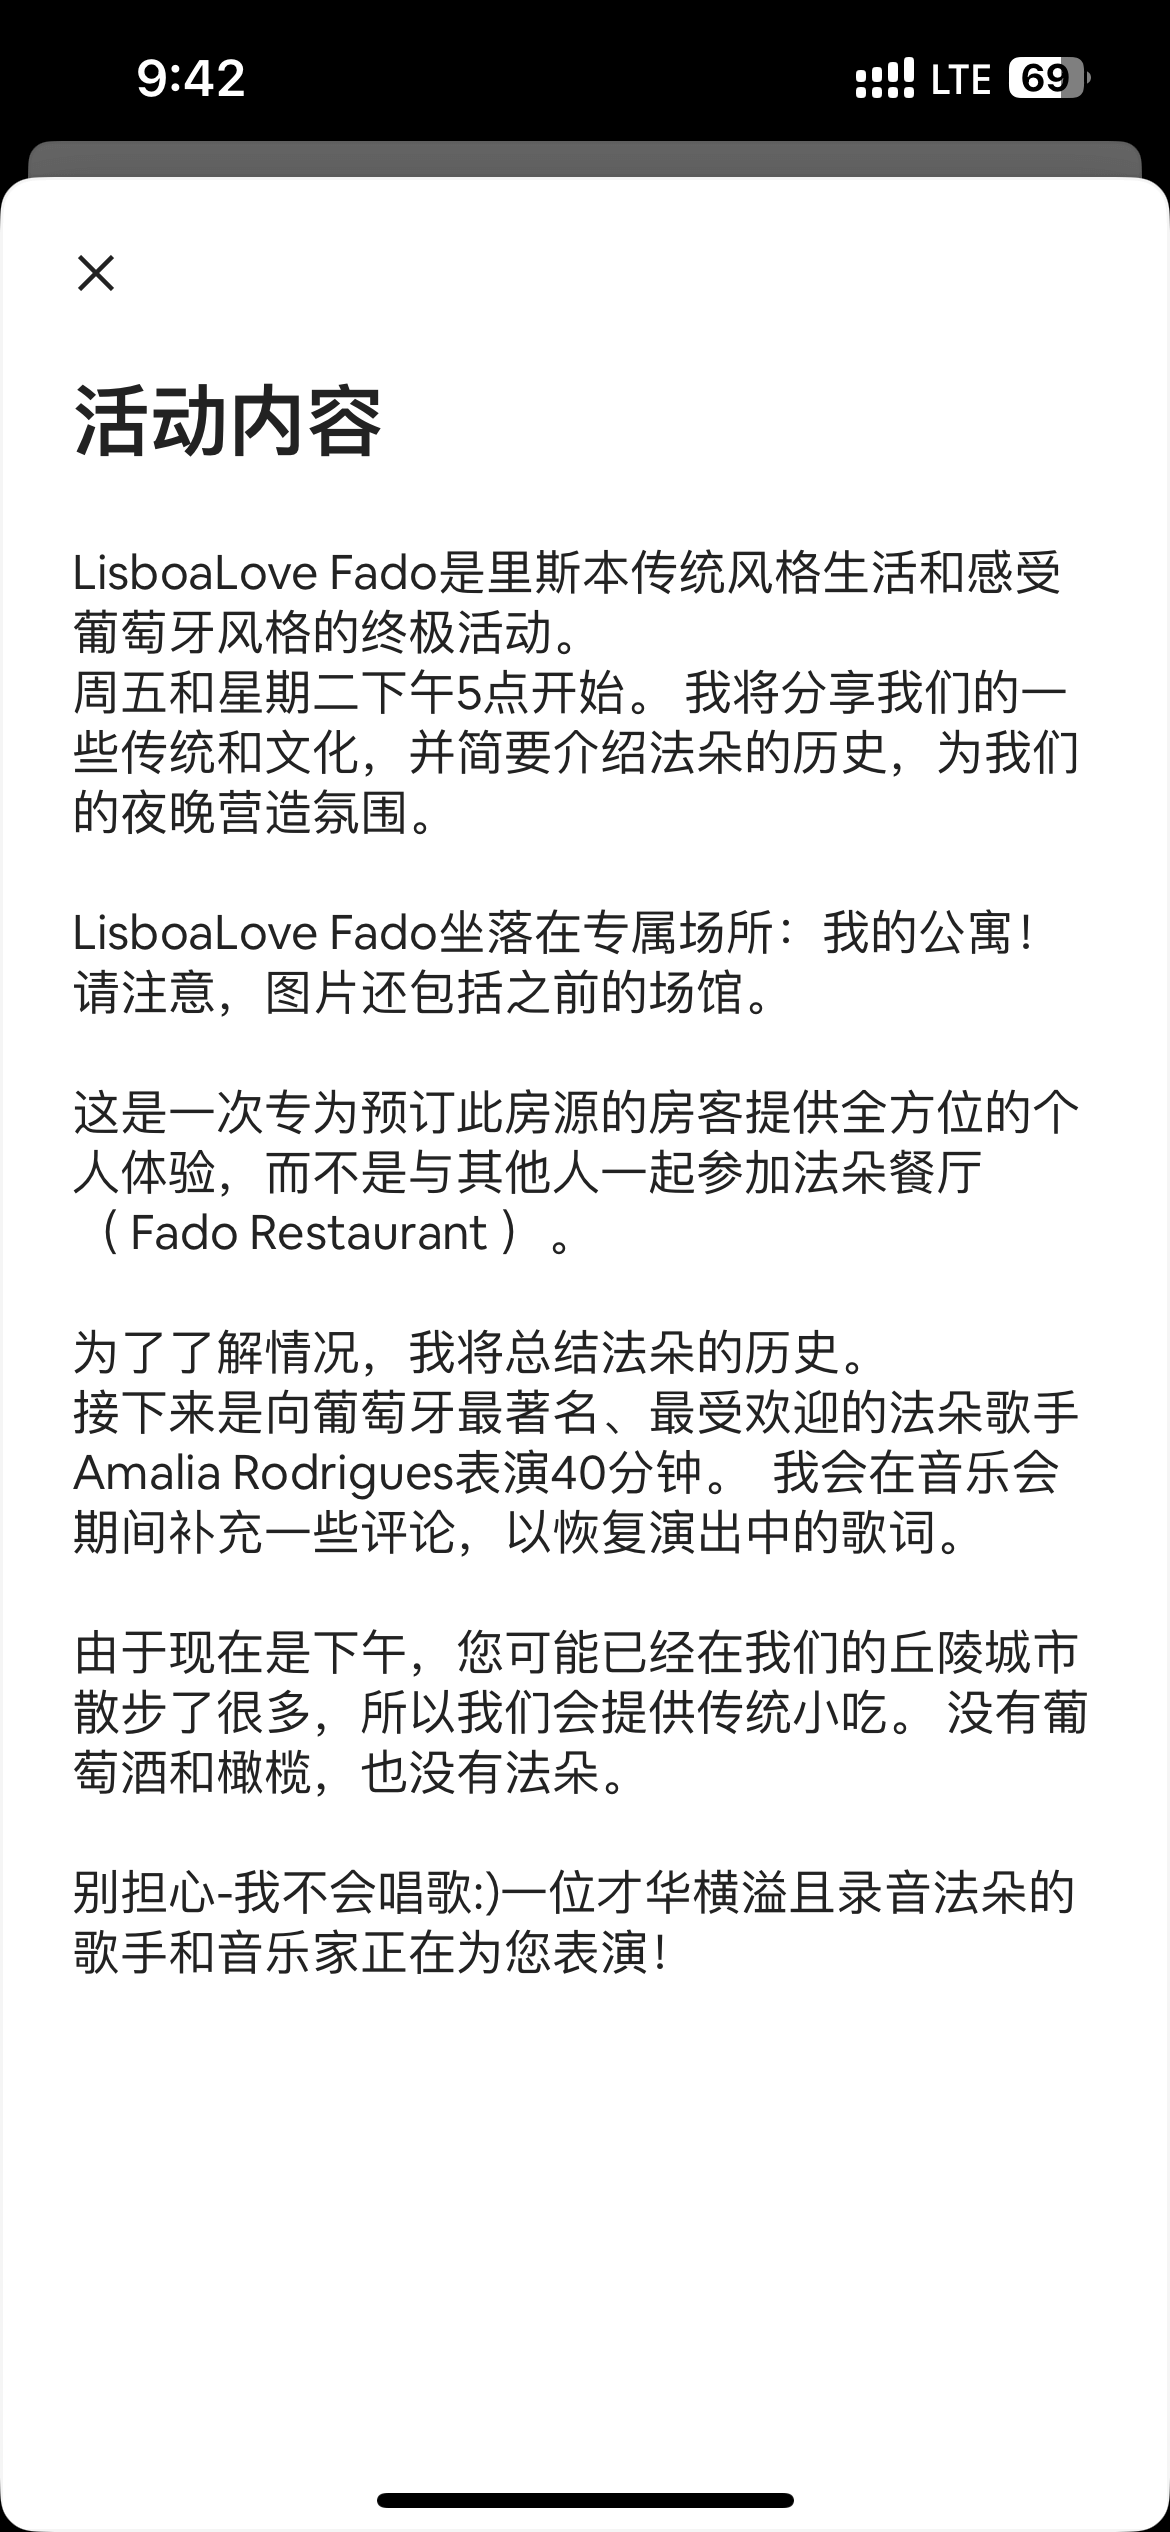 9:42
LTE 69
活动内容
LisboaLove Fado是里斯本传统风格生活和感受
葡萄牙风格的终极活动。
周五和星期二下午5点开始。 我将分享我们的一
些传统和文化，并简要介绍法朵的历史，为我们
的夜晚营造氛围。
LisboaLove Fado坐落在专属场所：我的公寓！
请注意，图片还包括之前的场馆。
这是一次专为预订此房源的房客提供全方位的个
人体验，而不是与其他人一起参加法朵餐厅
（ Fado Restaurant ） 。
为了了解情况，我将总结法朵的历史。
接下来是向葡萄牙最著名、最受欢迎的法朵歌手
Amalia Rodrigues表演40分钟。 我会在音乐会
期间补充一些评论，以恢复演出中的歌词。
由于现在是下午，您可能已经在我们的丘陵城市
散步了很多，所以我们会提供传统小吃。 没有葡
萄酒和橄榄，也没有法朵。
别担心-我不会唱歌:)一位才华横溢且录音法朵的
歌手和音乐家正在为您表演！